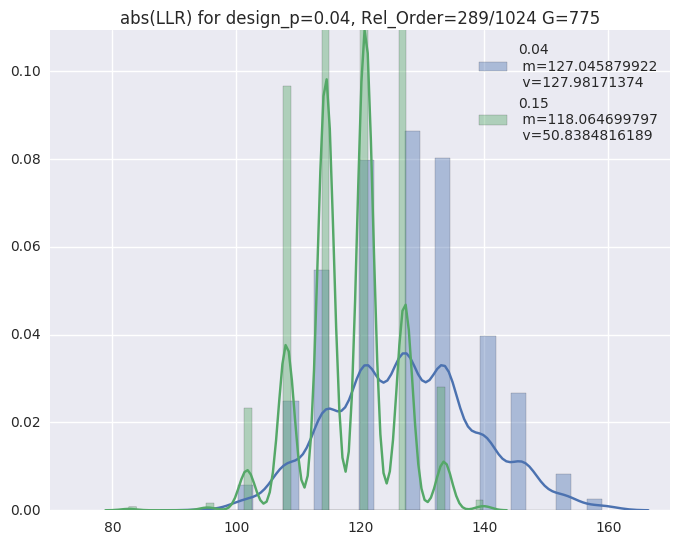 abs(LLR) for design_p=0.04, Rel_Order=289/1024 G=775
0.04
m=127.045879922
v=127.98171374
0.15
m=118.064699797
v=50.8384816189
0.10
0.08
0.06
0.04
0.02
0.00
80 100 120 140 160